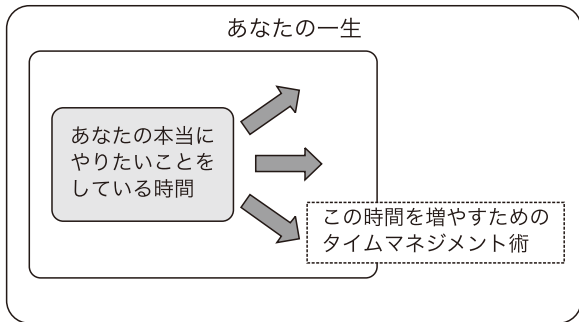 あなたの一生
あなたの本当に
やりたいことを
している時間
この時間を増やすための
タイムマネジメント術